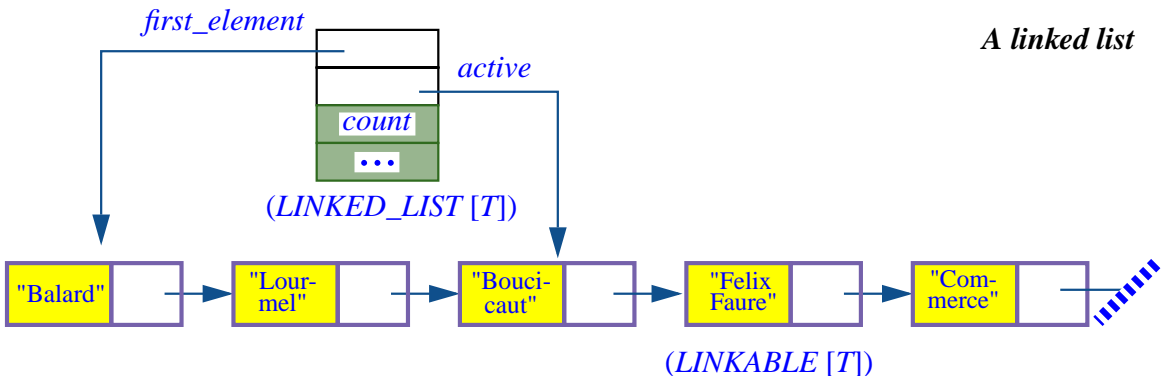 first_element
A linked list
active
count
...
(LINKED_LIST [T])
"Balard"
"Lour-
mel"
"Bouci-
caut"
"Felix
Faure"
"Com-
merce"
(LINKABLE [T])